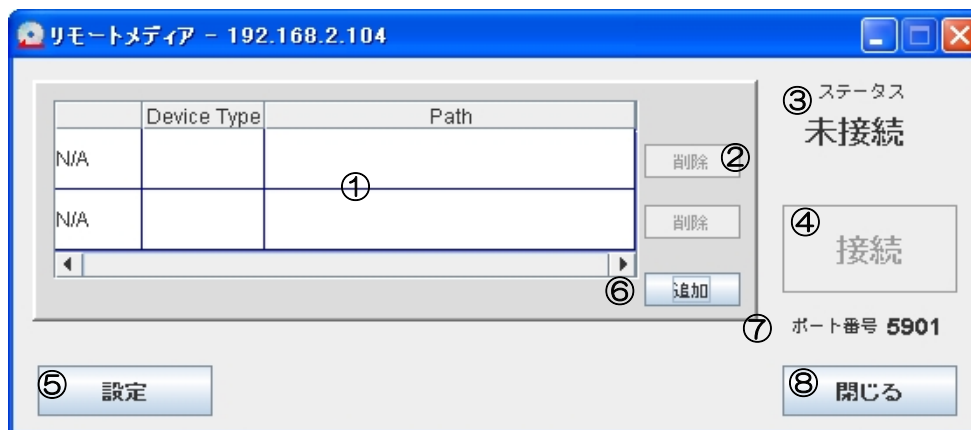 リモートメディア - 192.168.2.104
③ ステータス
未接続
Device Type Path
N/A
①
削除 ②
N/A
削除
⑥ 追加
④ 接続
⑦ ポート番号 5901
⑤ 設定
⑧ 閉じる